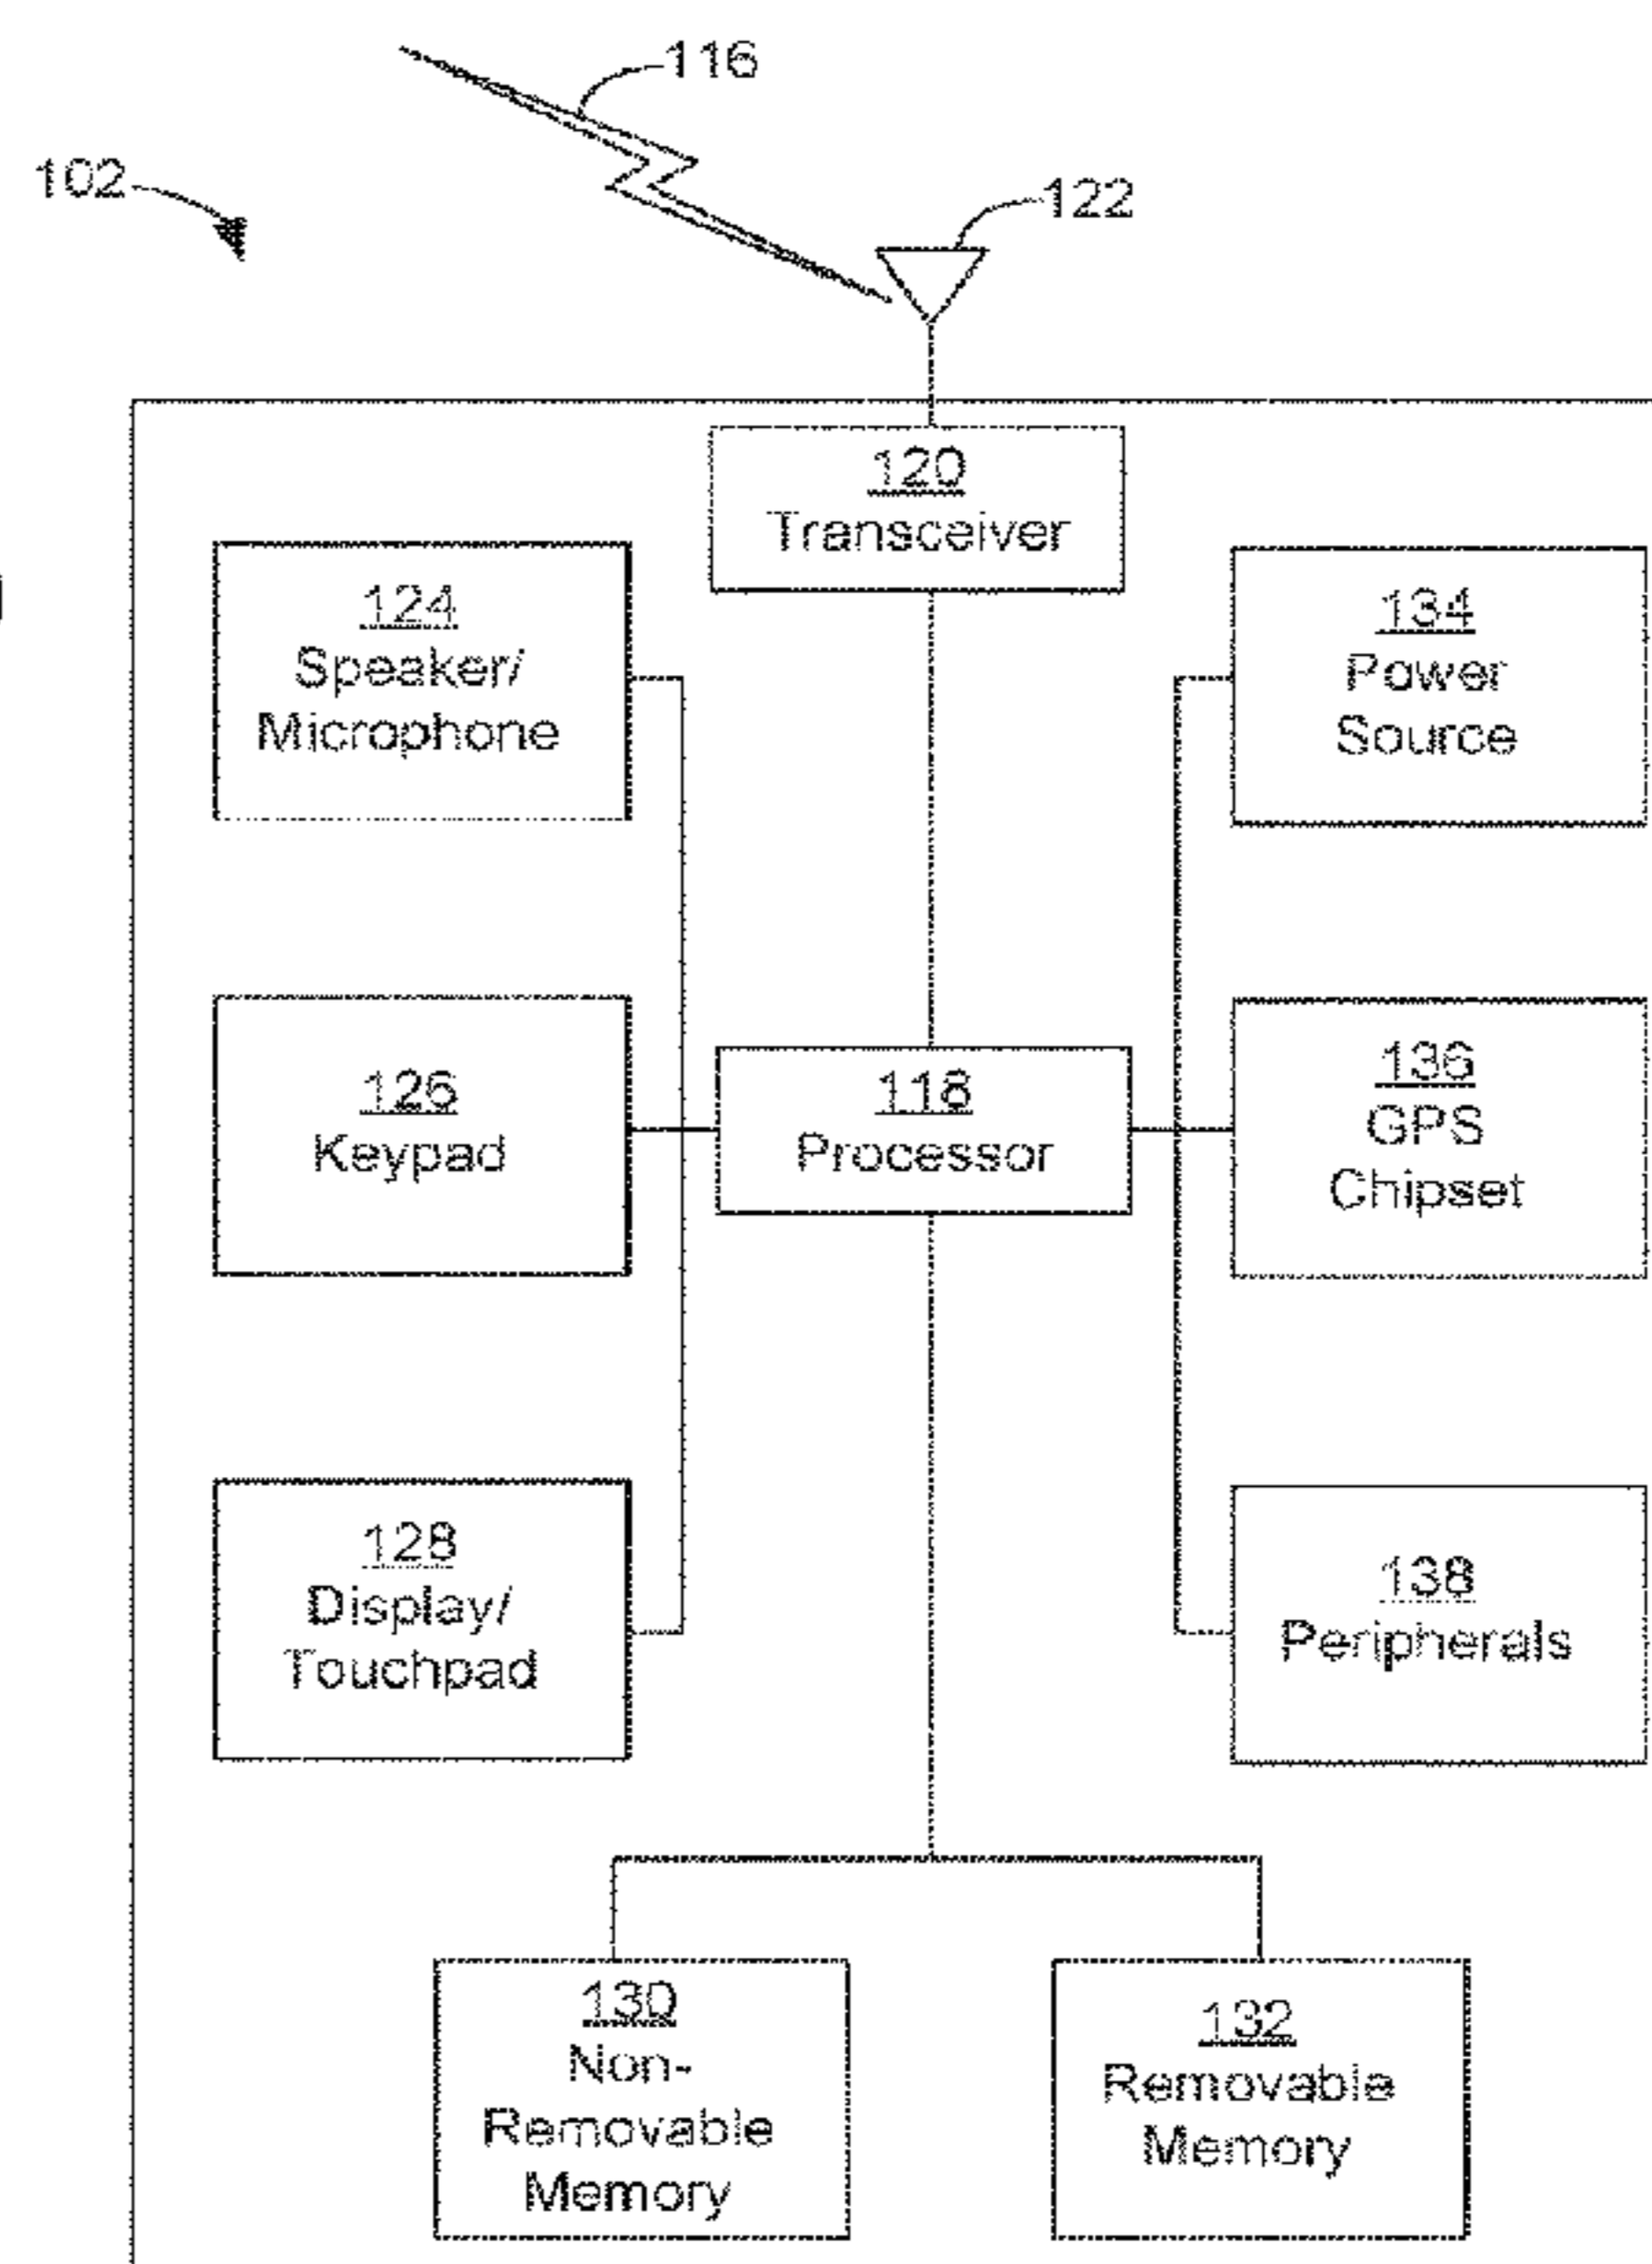 116
102
122
120
Transceiver
124
Speaker/
Microphone
134
Power
Source
126
Keypad
118
Processor
136
GPS
Chipset
128
Display/
Touchpad
138
Peripherals
130
Non-
Removable
Memory
132
Removable
Memory